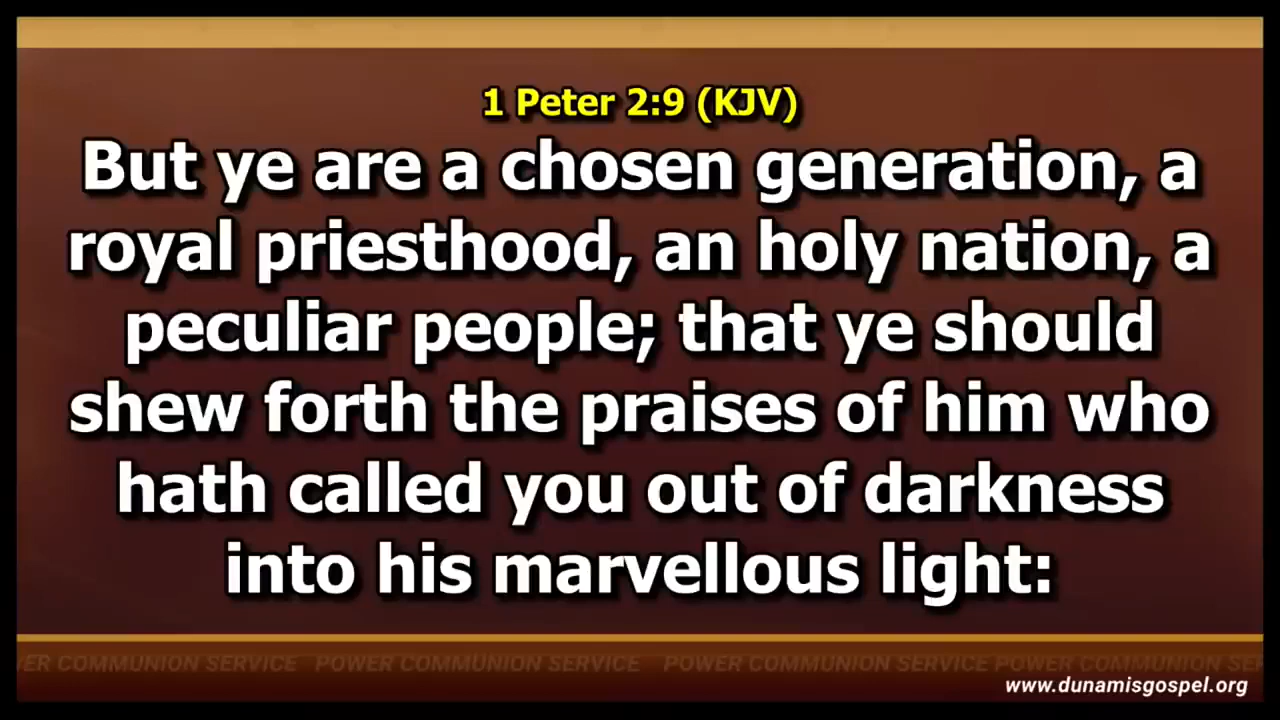 1 Peter 2:9 (KJV)
But ye are a chosen generation, a
royal priesthood, an holy nation, a
peculiar people; that ye should
shew forth the praises of him who
hath called you out of darkness
into his marvellous light:
ER COMMUNION SERVICE POWER COMMUNION SERVICE POWER COMMUNION SERVICE POWER COMMUNION SER
www.dunamisgospel.org